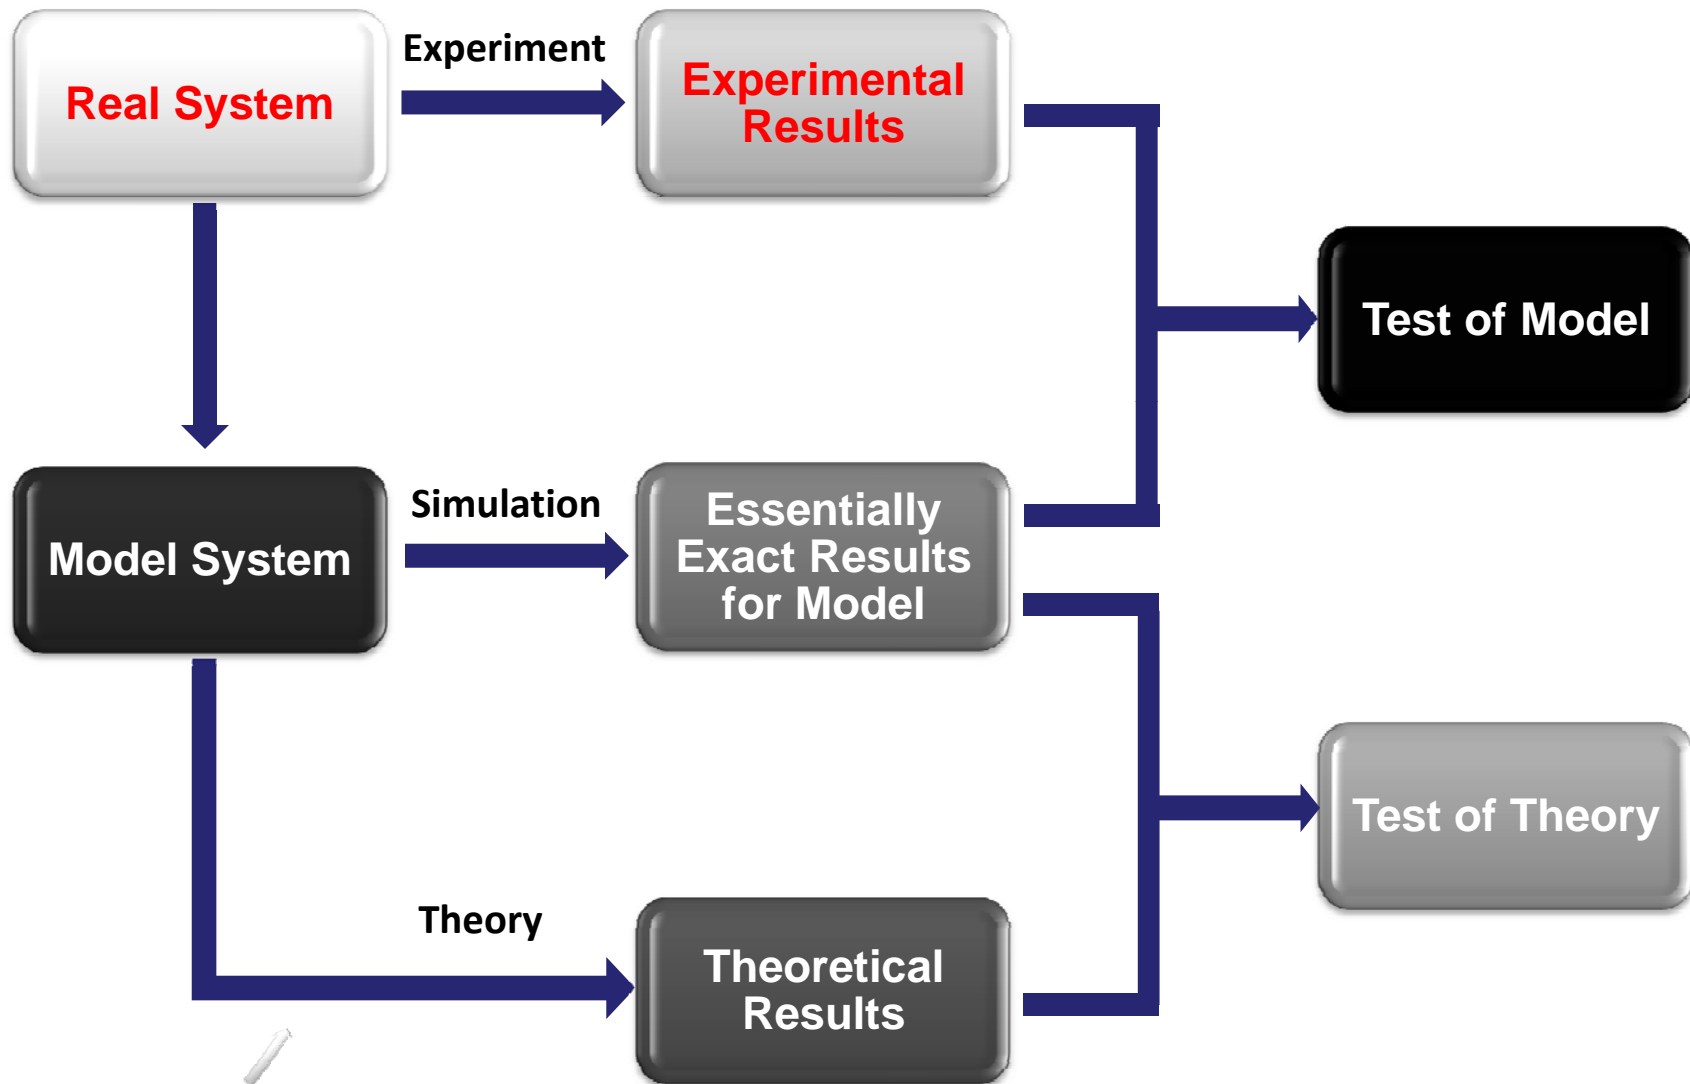 Real System
Experiment
Experimental
Results
Test of Model
Model System
Simulation
Essentially
Exact Results
for Model
Test of Theory
Theory
Theoretical
Results